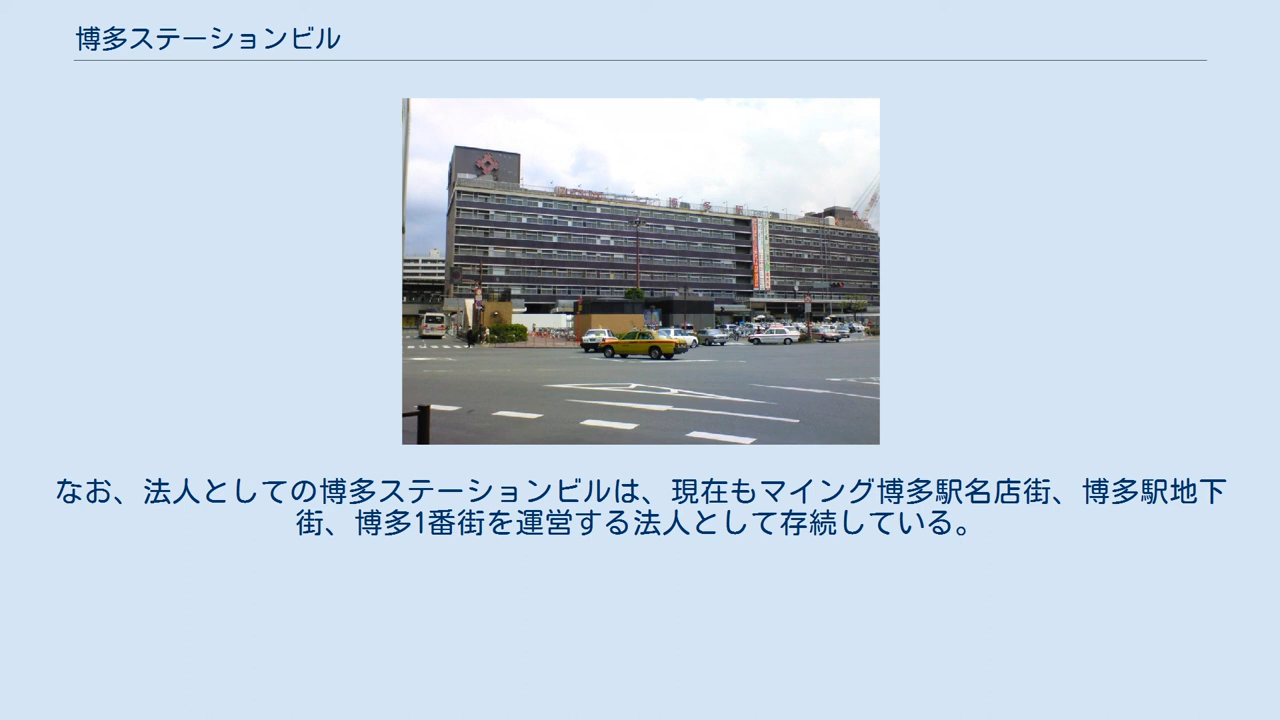 博多ステーションビル
博多駅
なお、法人としての博多ステーションビルは、現在もマイング博多駅名店街、博多駅地下
街、博多1番街を運営する法人として存続している。